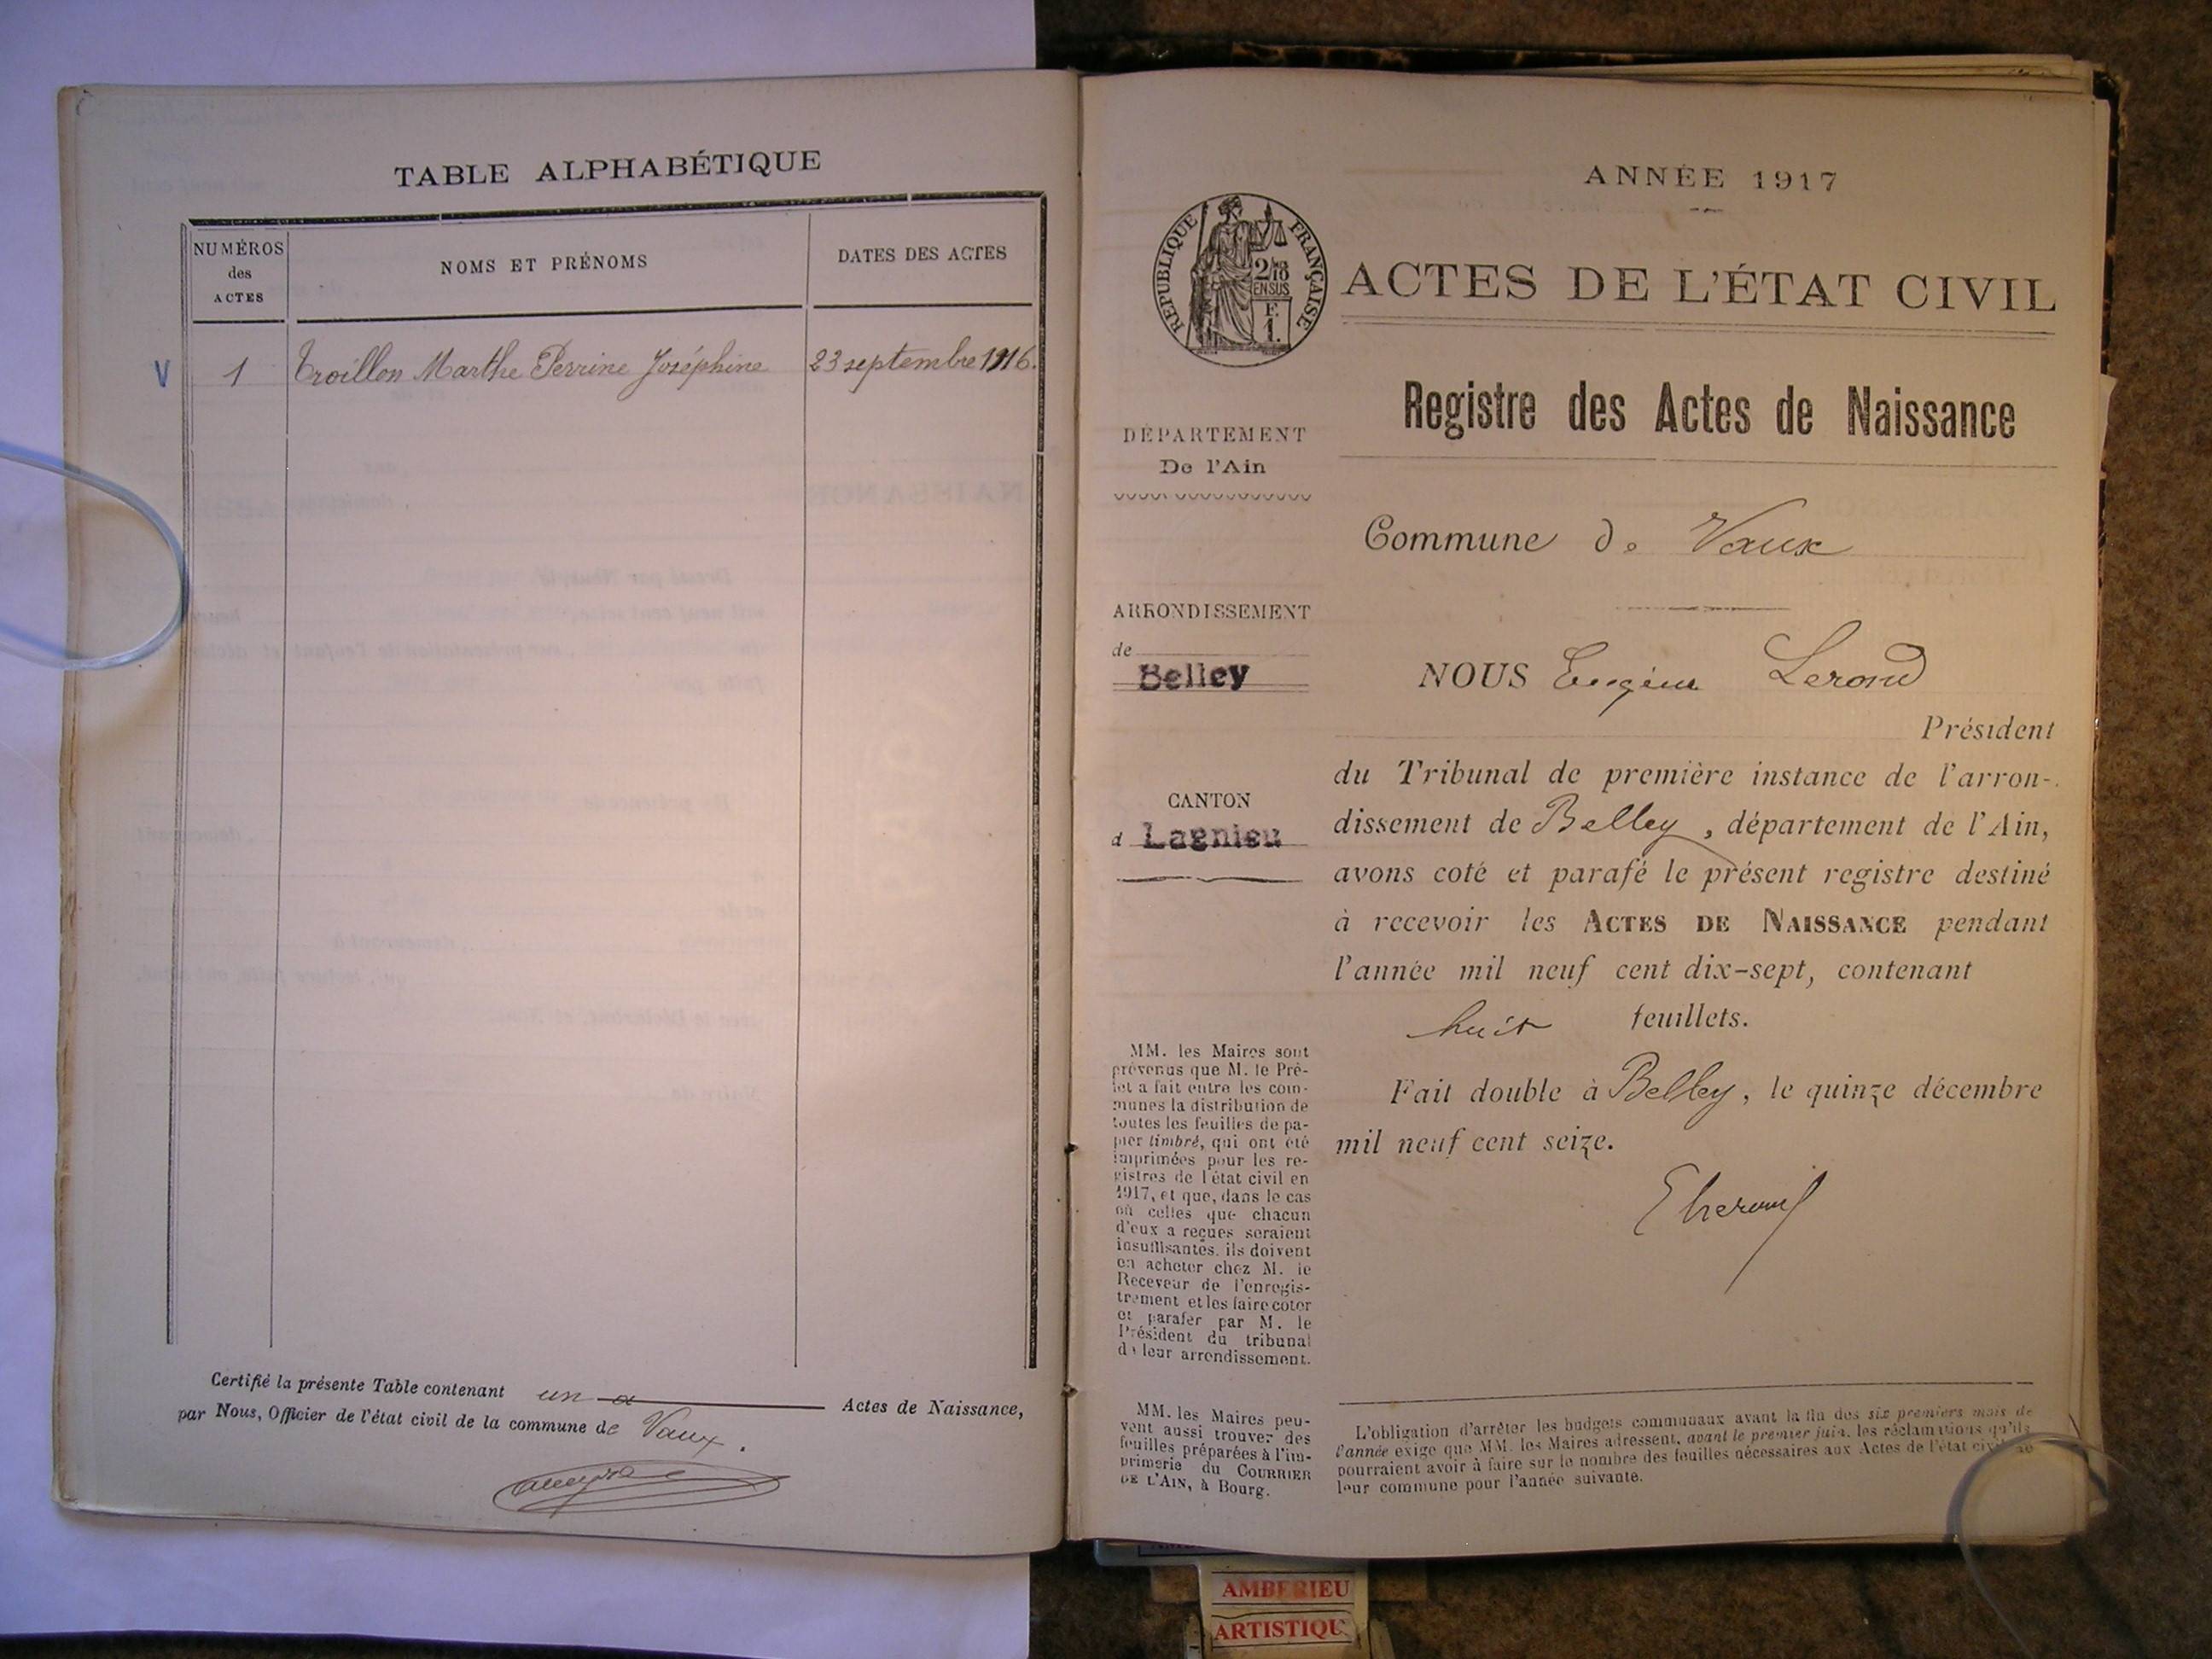 TABLE ALPHABÉTIQUE
NUMÉROS
des
ACTES
NOMS ET PRÉNOMS
DATES DES ACTES
V
1
Troillon Marthe Perrine Joséphine
23 septembre 1916.
Certifié la présente Table contenant un Actes de Naissance,
par Nous, Officier de l'état civil de la commune de Vaux.
ANNÉE 1917
RÉPUBLIQUE FRANÇAISE
2/10
EN SUS
F.
1.
ACTES DE L'ÉTAT CIVIL
Registre des Actes de Naissance
DÉPARTEMENT
De l'Ain
Commune de Vaux
ARRONDISSEMENT
de
Belley
NOUS Eugène Lerond
Président
du Tribunal de première instance de l'arron-
dissement de Belley, département de l'Ain,
avons coté et parafé le présent registre destiné
à recevoir les ACTES DE NAISSANCE pendant
l'année mil neuf cent dix-sept, contenant
huit feuillets.
Fait double à Belley, le quinze décembre
mil neuf cent seize.
CANTON
d Lagnieu
MM. les Maires sont
prévenus que M. le Pré-
fet a fait entre les com-
munes la distribution de
toutes les feuilles de pa-
pier timbré, qui ont été
imprimées pour les re-
gistres de l'état civil en
1917, et que, dans le cas
où celles que chacun
d'eux a reçues seraient
insuffisantes, ils doivent
en acheter chez M. le
Receveur de l'enregis-
trement et les faire coter
et parafer par M. le
Président du tribunal
de leur arrondissement.
MM. les Maires peu-
vent aussi trouver des
feuilles préparées à l'im-
primerie du COURRIER
DE L'AIN, à Bourg.
L'obligation d'arrêter les budgets communaux avant la fin des six premiers mois de
l'année exige que MM. les Maires adressent, avant le premier juin, les réclamations qu'ils
pourraient avoir à faire sur le nombre des feuilles nécessaires aux Actes de l'état civil de
leur commune pour l'année suivante.
AMBERIEU
ARTISTIQU